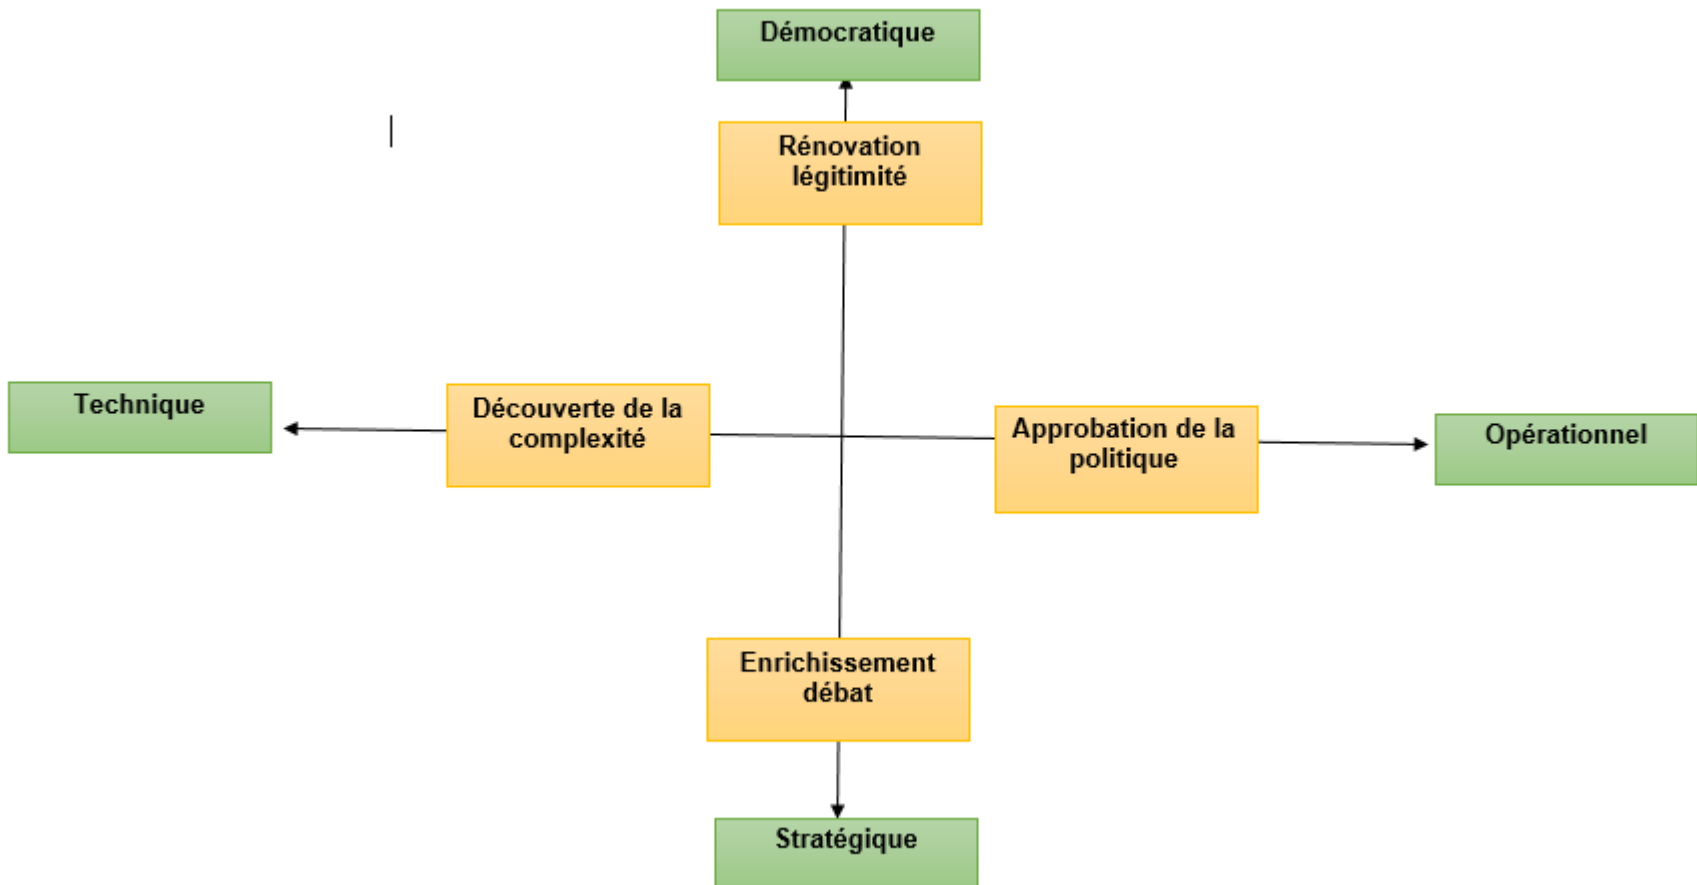 Démocratique
Rénovation
légitimité
Technique
Découverte de la
complexité
Approbation de la
politique
Opérationnel
Enrichissement
débat
Stratégique